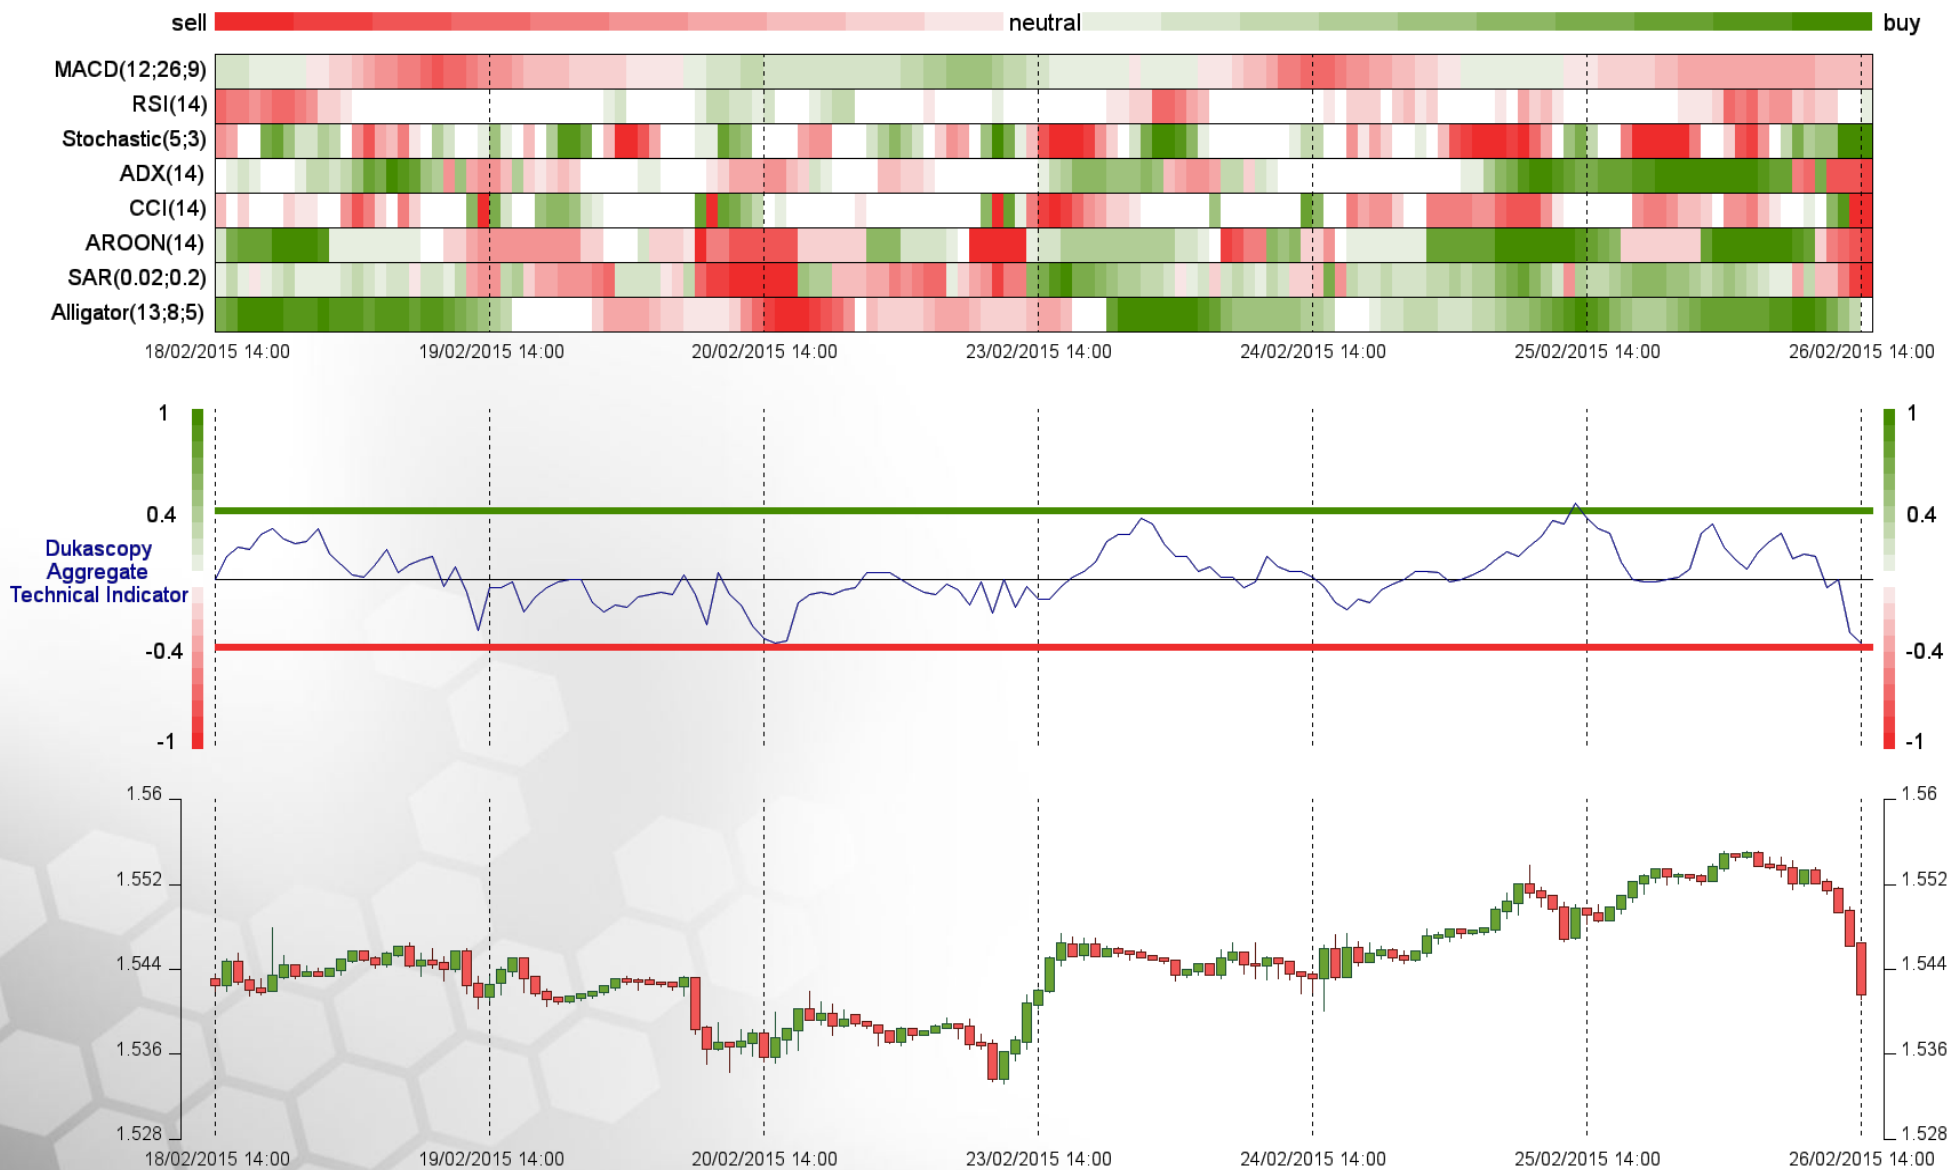 sell neutral buy
MACD(12;26;9)
RSI(14)
Stochastic(5;3)
ADX(14)
CCI(14)
AROON(14)
SAR(0.02;0.2)
Alligator(13;8;5)
18/02/2015 14:00 19/02/2015 14:00 20/02/2015 14:00 23/02/2015 14:00 24/02/2015 14:00 25/02/2015 14:00 26/02/2015 14:00
1 1
0.4 0.4
Dukascopy
Aggregate
Technical Indicator
-0.4 -0.4
-1 -1
1.56 1.56
1.552 1.552
1.544 1.544
1.536 1.536
1.528 1.528
18/02/2015 14:00 19/02/2015 14:00 20/02/2015 14:00 23/02/2015 14:00 24/02/2015 14:00 25/02/2015 14:00 26/02/2015 14:00